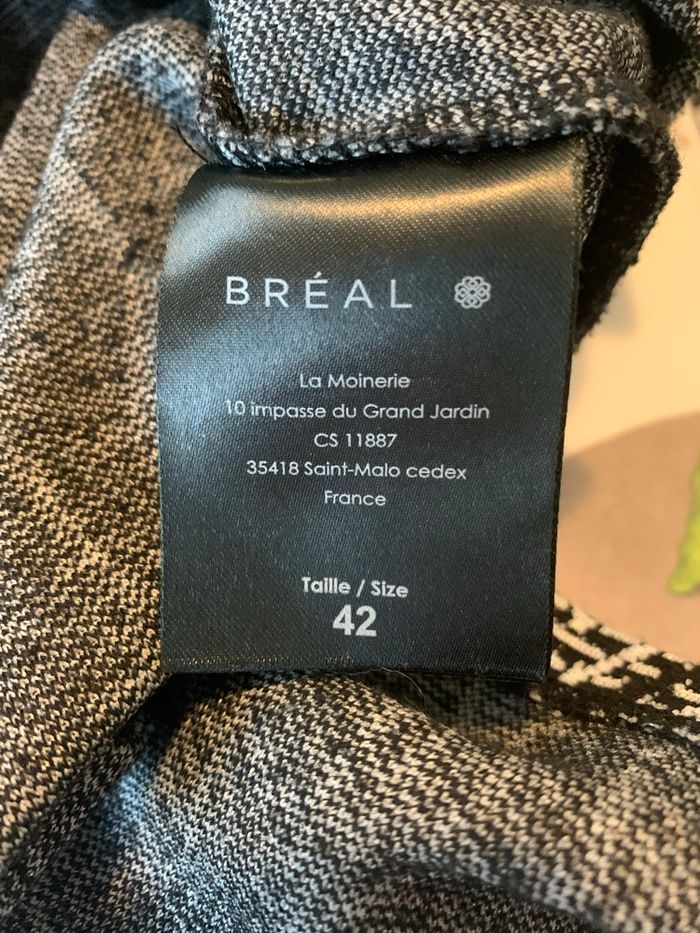 BRÉAL
La Moinerie
10 impasse du Grand Jardin
CS 11887
35418 Saint-Malo cedex
France
Taille / Size
42